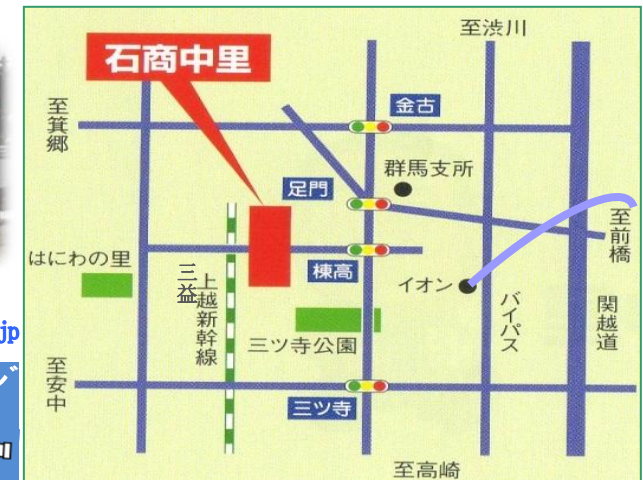 至渋川
石商中里
至箕郷
金古
群馬支所
足門
至前橋
はにわの里
棟高
三益
上越新幹線
イオン
バイパス
関越道
三ツ寺公園
jp
至安中
三ツ寺
至高崎